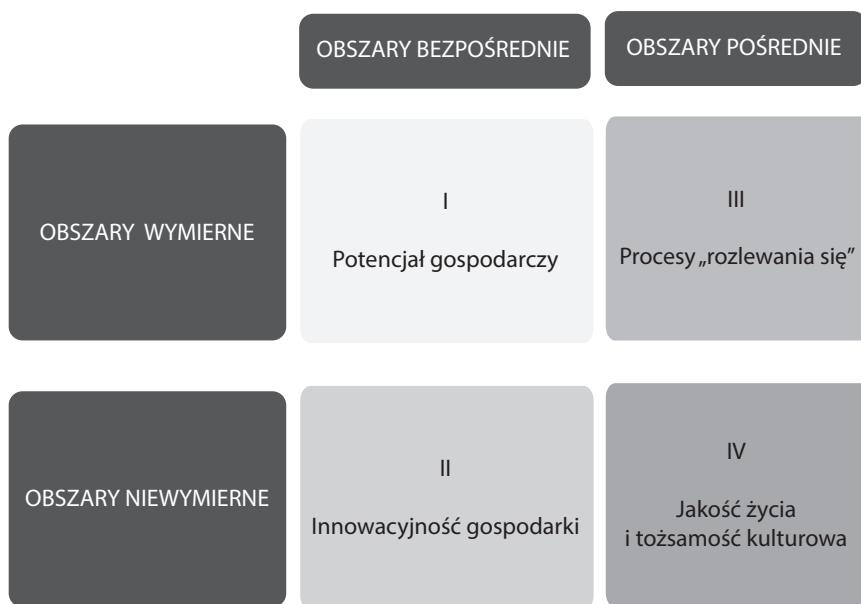 OBSZARY BEZPOŚREDNIE
OBSZARY POŚREDNIE
OBSZARY WYMIERNE
I
Potencjał gospodarczy
III
Procesy „rozlewania się”
OBSZARY NIEWYMIERNE
II
Innowacyjność gospodarki
IV
Jakość życia
i tożsamość kulturowa